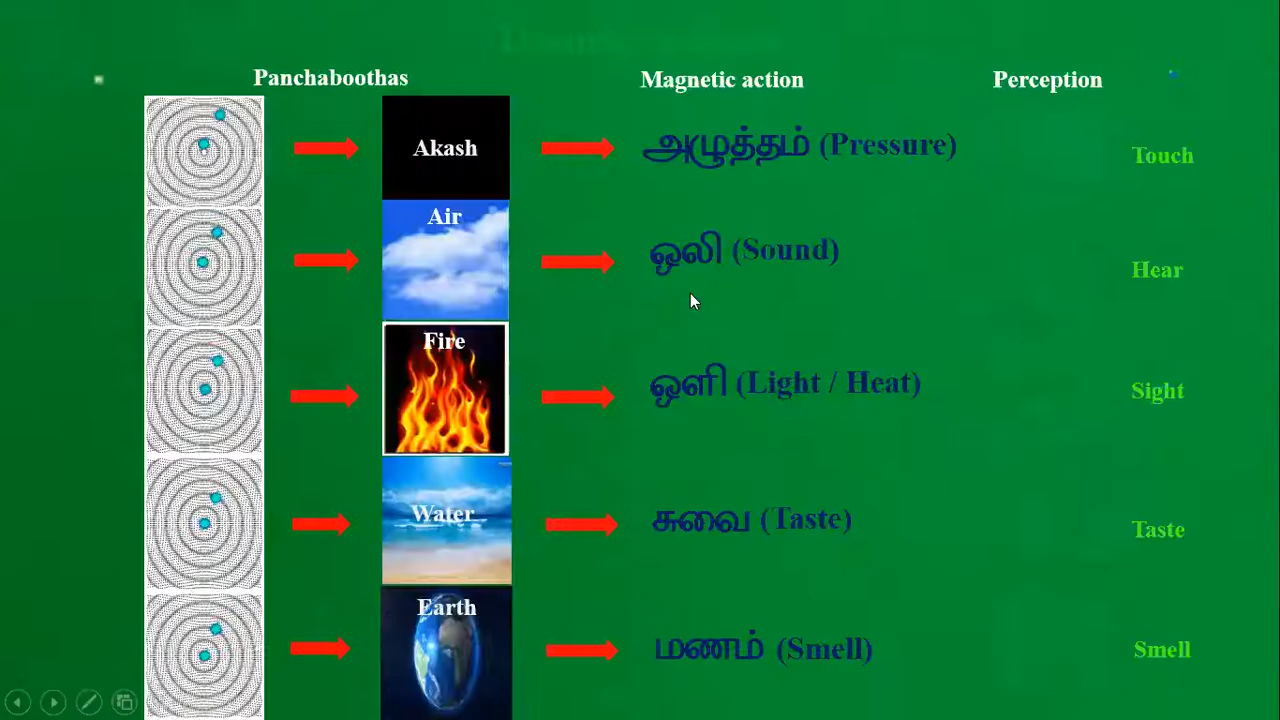 Panchaboothas Magnetic action Perception
Akash அழுத்தம் (Pressure) Touch
Air ஒலி (Sound) Hear
Fire ஒளி (Light / Heat) Sight
Water சுவை (Taste) Taste
Earth மணம் (Smell) Smell